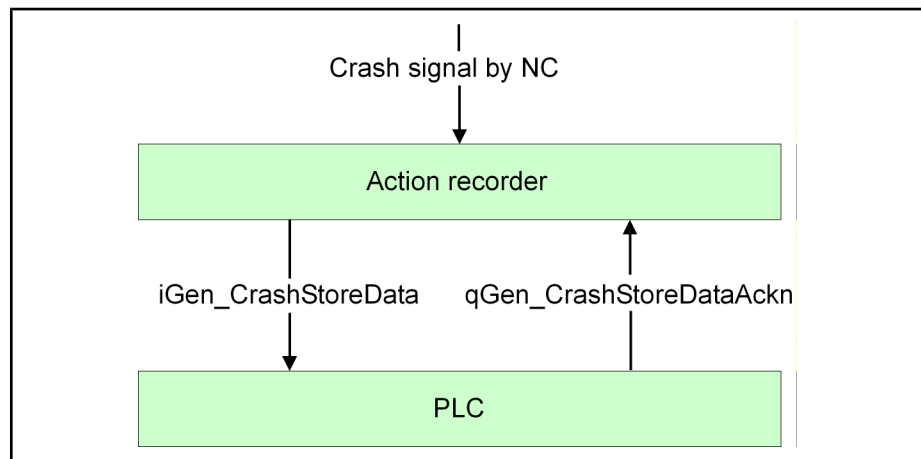 Crash signal by NC
Action recorder
iGen_CrashStoreData
qGen_CrashStoreDataAckn
PLC